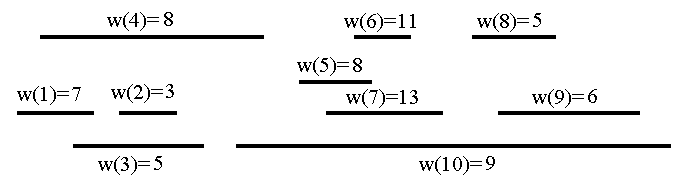 w(4)=8
w(6)=11
w(8)=5
w(5)=8
w(1)=7
w(2)=3
w(7)=13
w(9)=6
w(3)=5
w(10)=9